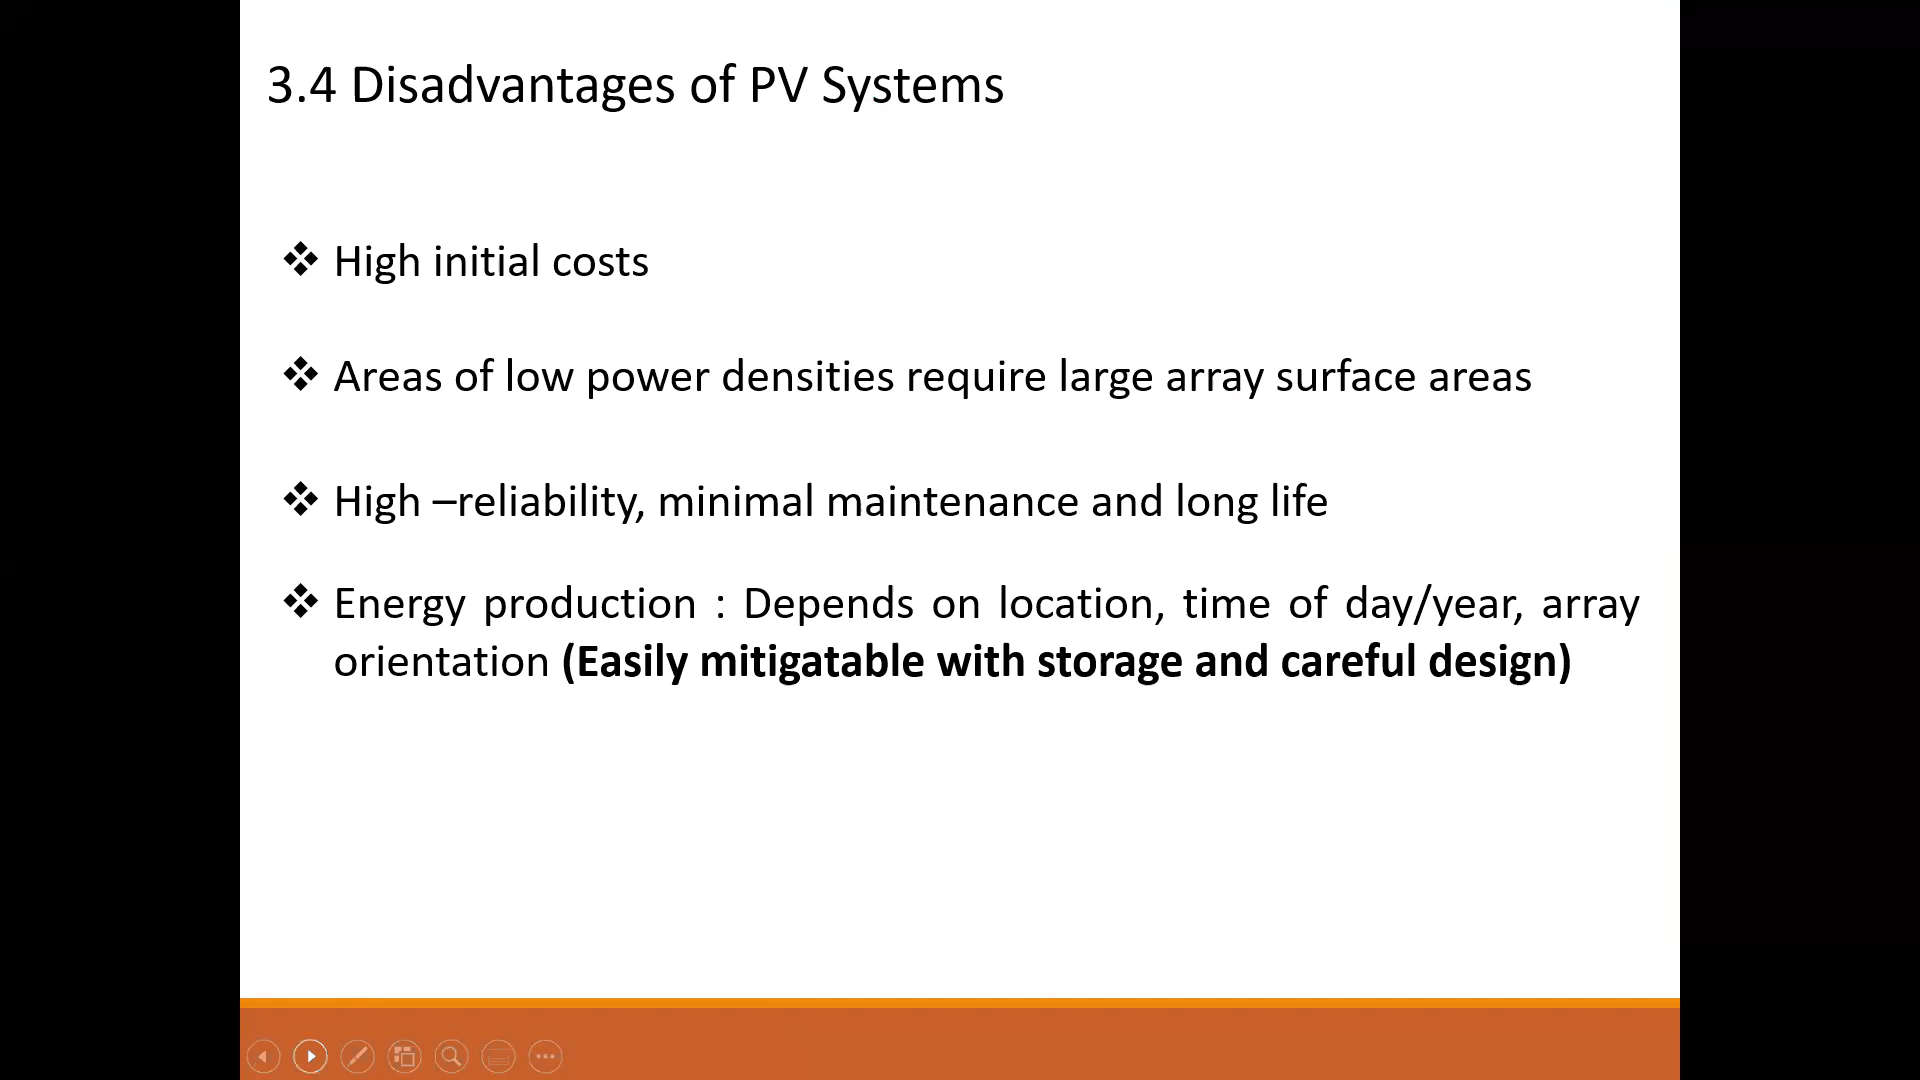 3.4 Disadvantages of PV Systems
❖ High initial costs
❖ Areas of low power densities require large array surface areas
❖ High –reliability, minimal maintenance and long life
❖ Energy production : Depends on location, time of day/year, array
orientation (Easily mitigatable with storage and careful design)